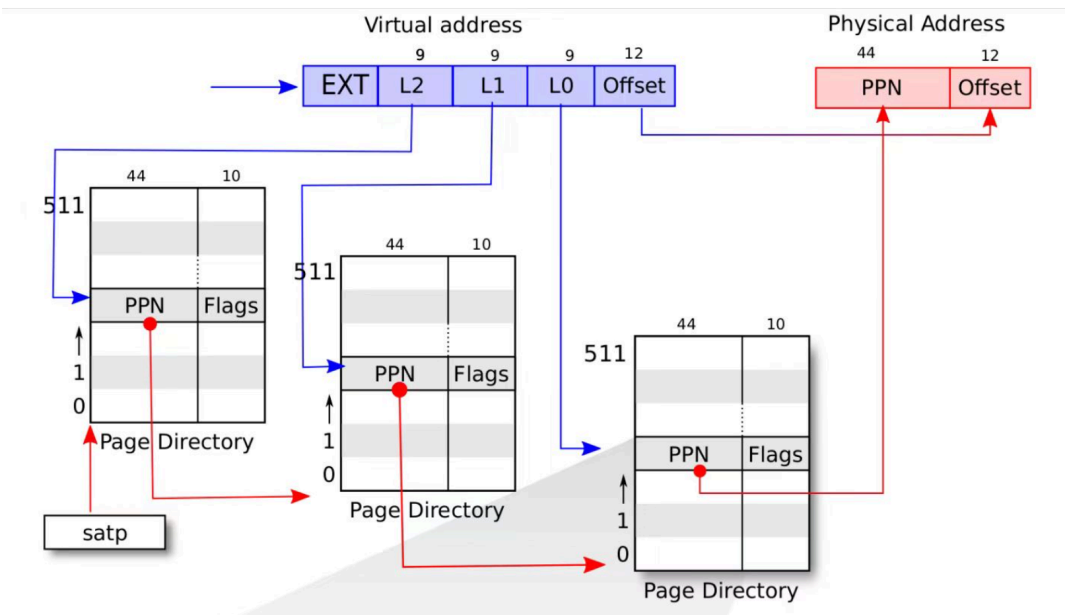 Virtual address
Physical Address
9 9 9 12
44 12
EXT L2 L1 L0 Offset
PPN Offset
44 10
511
PPN Flags
1
0
Page Directory
satp
44 10
511
PPN Flags
1
0
Page Directory
44 10
511
PPN Flags
1
0
Page Directory